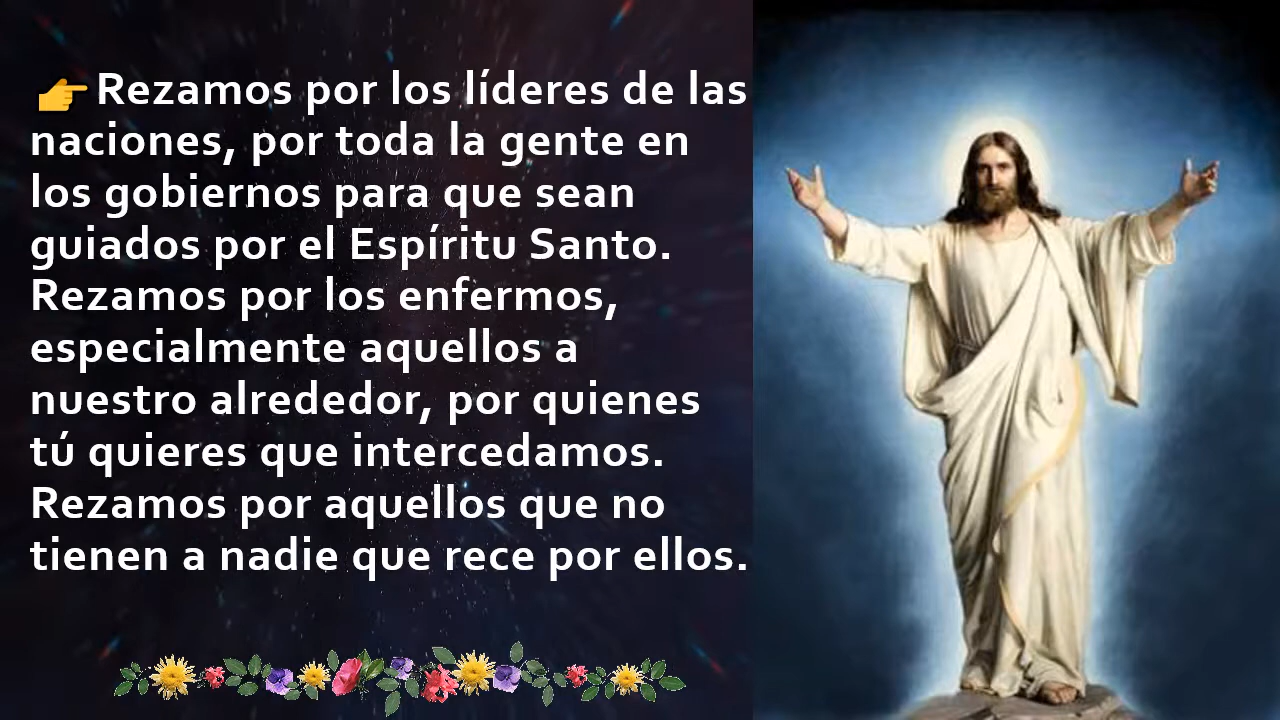 👉Rezamos por los líderes de las
naciones, por toda la gente en
los gobiernos para que sean
guiados por el Espíritu Santo.
Rezamos por los enfermos,
especialmente aquellos a
nuestro alrededor, por quienes
tú quieres que intercedamos.
Rezamos por aquellos que no
tienen a nadie que rece por ellos.